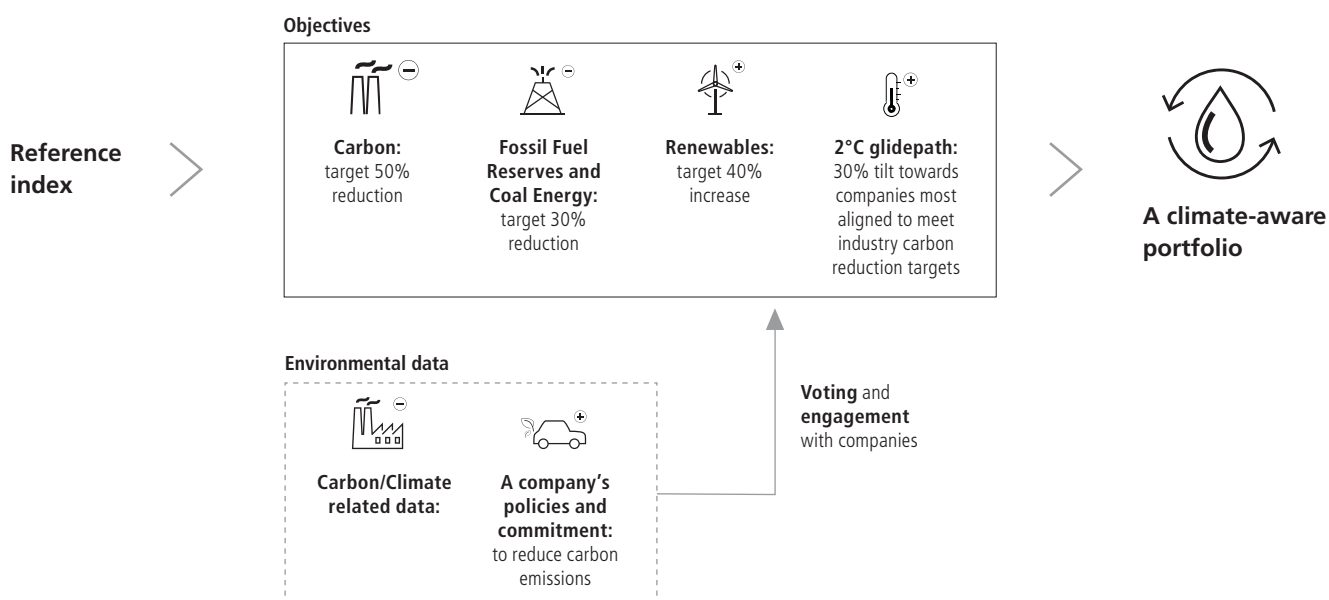 Objectives
Reference
index
Carbon:
target 50%
reduction
Fossil Fuel
Reserves and
Coal Energy:
target 30%
reduction
Renewables:
target 40%
increase
2°C glidepath:
30% tilt towards
companies most
aligned to meet
industry carbon
reduction targets
A climate-aware
portfolio
Environmental data
Carbon/Climate
related data:
A company's
policies and
commitment:
to reduce carbon
emissions
Voting and
engagement
with companies